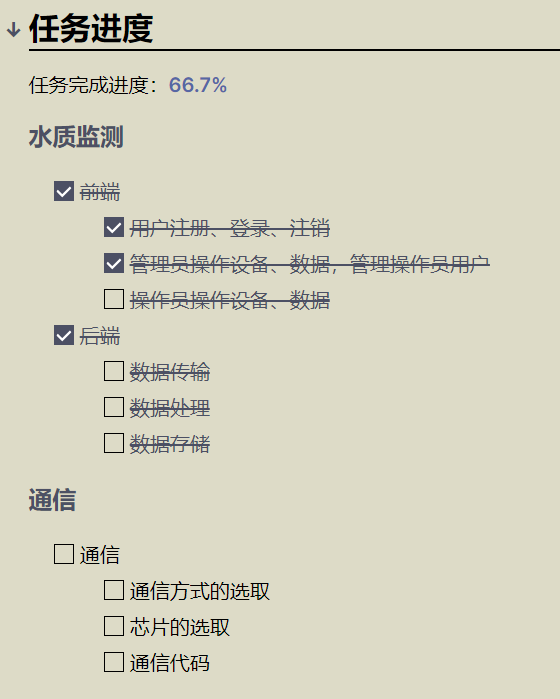 任务进度
任务完成进度：66.7%
水质监测
前端
用户注册、登录、注销
管理员操作设备、数据，管理操作员用户
操作员操作设备、数据
后端
数据传输
数据处理
数据存储
通信
通信
通信方式的选取
芯片的选取
通信代码